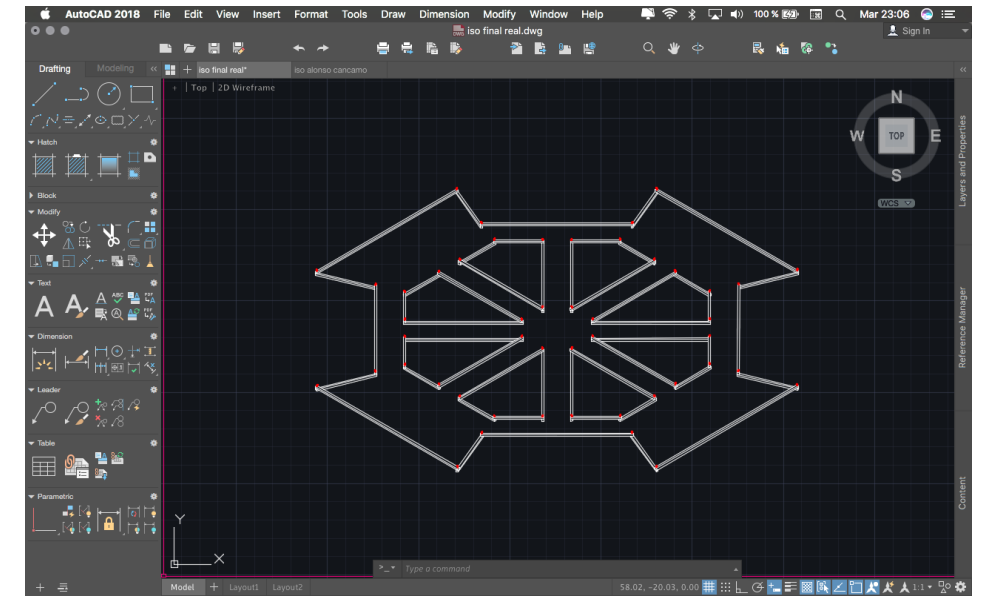 AutoCAD 2018 File Edit View Insert Format Tools Draw Dimension Modify Window Help 100 % Mar 23:06
iso final real.dwg
Sign In
Drafting Modeling iso final real* iso alonso cancamo
+ Top 2D Wireframe
N
W TOP E
S
WCS
Hatch
Block
Modify
Text
A A A ABC
Dimension
Leader
Table
Parametric
Layers and Properties
Reference Manager
Content
Y
X
>_ Type a command
Model + Layout1 Layout2 58.02, -20.03, 0.00 1:1